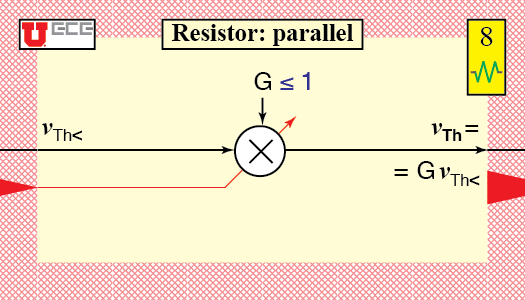 U ECE
Resistor: parallel
8
G ≤ 1
vTh<
vTh =
= G vTh<